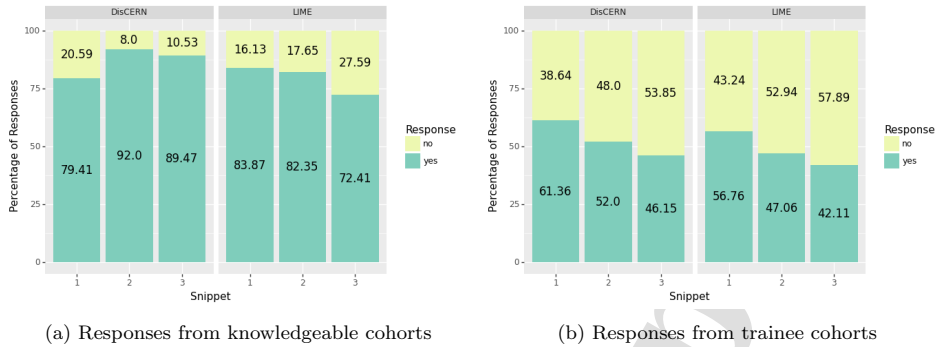 DisCERN
LIME
100
75
50
25
0
Percentage of Responses
20.59
8.0
10.53
16.13
17.65
27.59
79.41
92.0
89.47
83.87
82.35
72.41
1 2 3 1 2 3
Snippet
Response
no
yes
(a) Responses from knowledgeable cohorts
DisCERN
LIME
100
75
50
25
0
Percentage of Responses
38.64
48.0
53.85
43.24
52.94
57.89
61.36
52.0
46.15
56.76
47.06
42.11
1 2 3 1 2 3
Snippet
Response
no
yes
(b) Responses from trainee cohorts